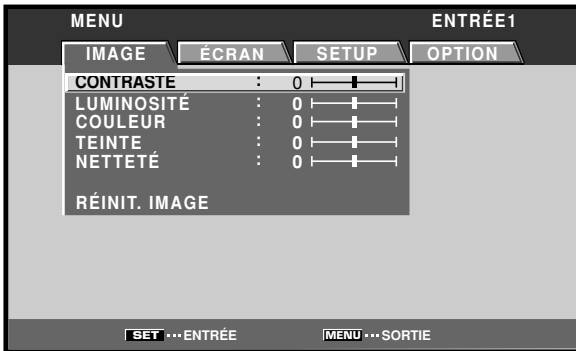 MENU ENTRÉE1
IMAGE ÉCRAN SETUP OPTION
CONTRASTE : 0
LUMINOSITÉ : 0
COULEUR : 0
TEINTE : 0
NETTETÉ : 0
RÉINIT. IMAGE
SET ··· ENTRÉE MENU ··· SORTIE